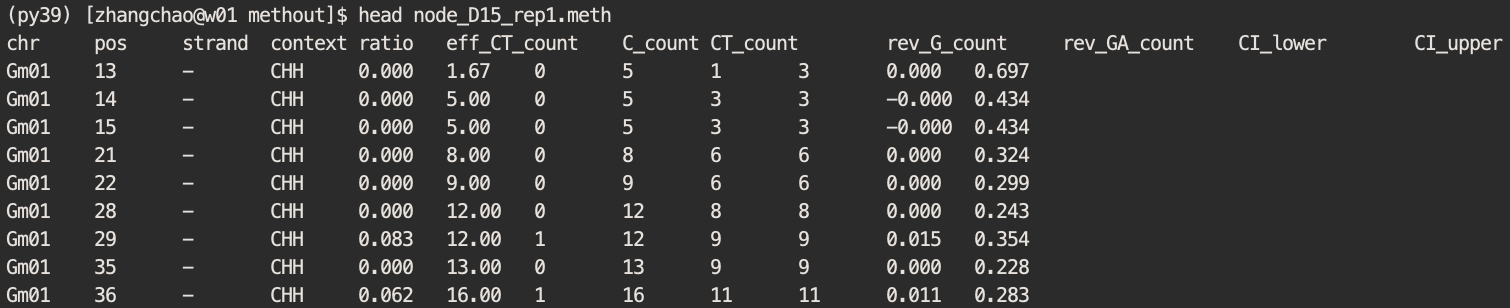 (py39) [zhangchao@w01 methout]$ head node_D15_rep1.meth
chr pos strand context ratio eff_CT_count C_count CT_count rev_G_count rev_GA_count CI_lower CI_upper
Gm01 13 - CHH 0.000 1.67 0 5 1 3 0.000 0.697
Gm01 14 - CHH 0.000 5.00 0 5 3 3 -0.000 0.434
Gm01 15 - CHH 0.000 5.00 0 5 3 3 -0.000 0.434
Gm01 21 - CHH 0.000 8.00 0 8 6 6 0.000 0.324
Gm01 22 - CHH 0.000 9.00 0 9 6 6 0.000 0.299
Gm01 28 - CHH 0.000 12.00 0 12 8 8 0.000 0.243
Gm01 29 - CHH 0.083 12.00 1 12 9 9 0.015 0.354
Gm01 35 - CHH 0.000 13.00 0 13 9 9 0.000 0.228
Gm01 36 - CHH 0.062 16.00 1 16 11 11 0.011 0.283